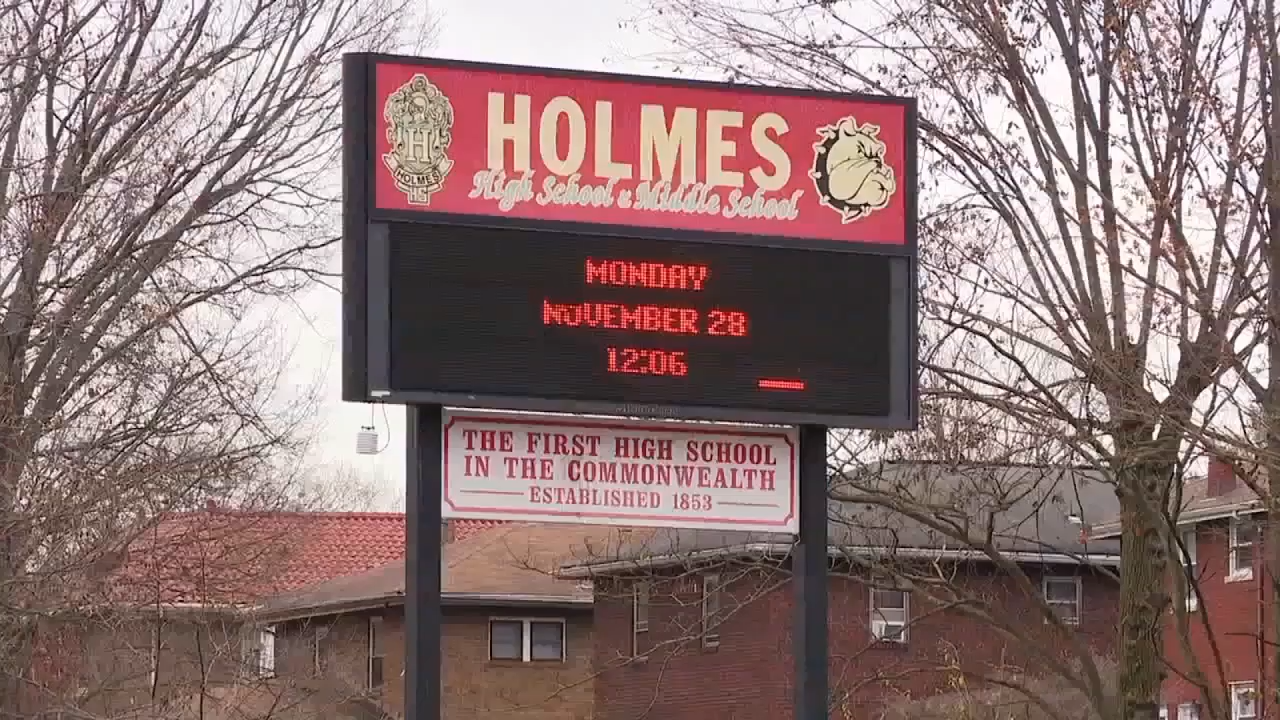 HOLMES
High School & Middle School
H
HOLMES
MONDAY
NOVEMBER 28
12:06
THE FIRST HIGH SCHOOL
IN THE COMMONWEALTH
ESTABLISHED 1853